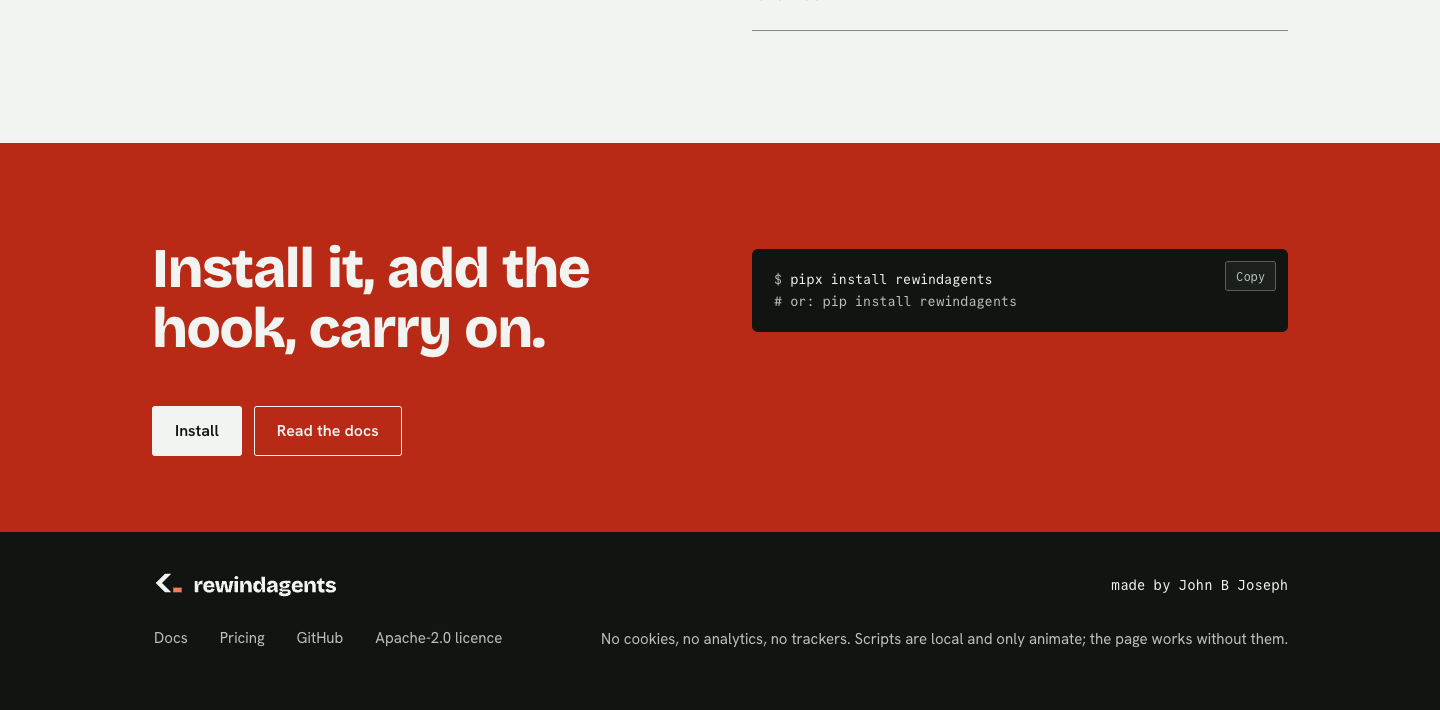 Install it, add the
hook, carry on.
$ pipx install rewindagents
# or: pip install rewindagents
Copy
Install
Read the docs
rewindagents
made by John B Joseph
Docs
Pricing
GitHub
Apache-2.0 licence
No cookies, no analytics, no trackers. Scripts are local and only animate; the page works without them.